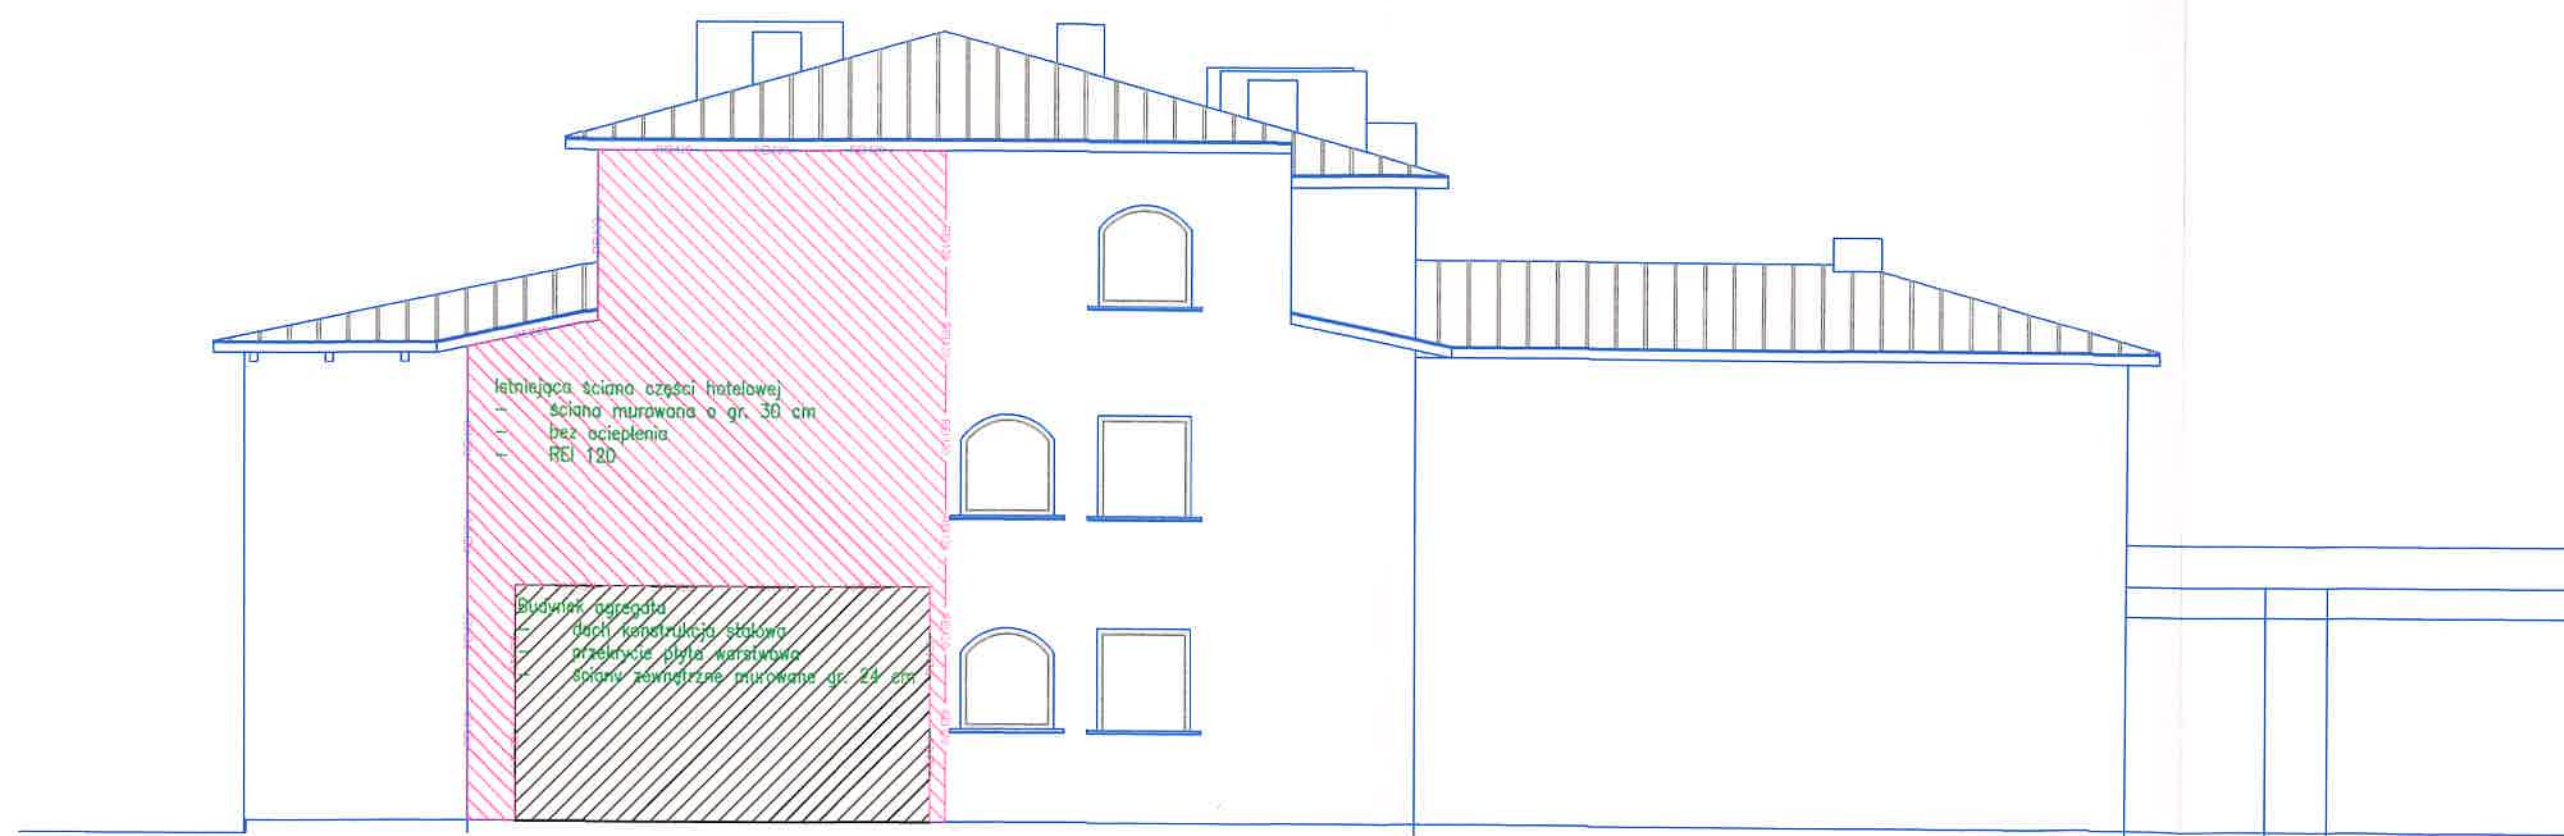 Istniejąca ściana części hotelowej
- ściana murowana o gr. 30 cm
- bez ocieplenia
- REI 120
Budynek agregatu
- dach konstrukcja stalowa
- przekrycie płyta warstwowa
- ściany zewnętrzne murowane gr. 24 cm